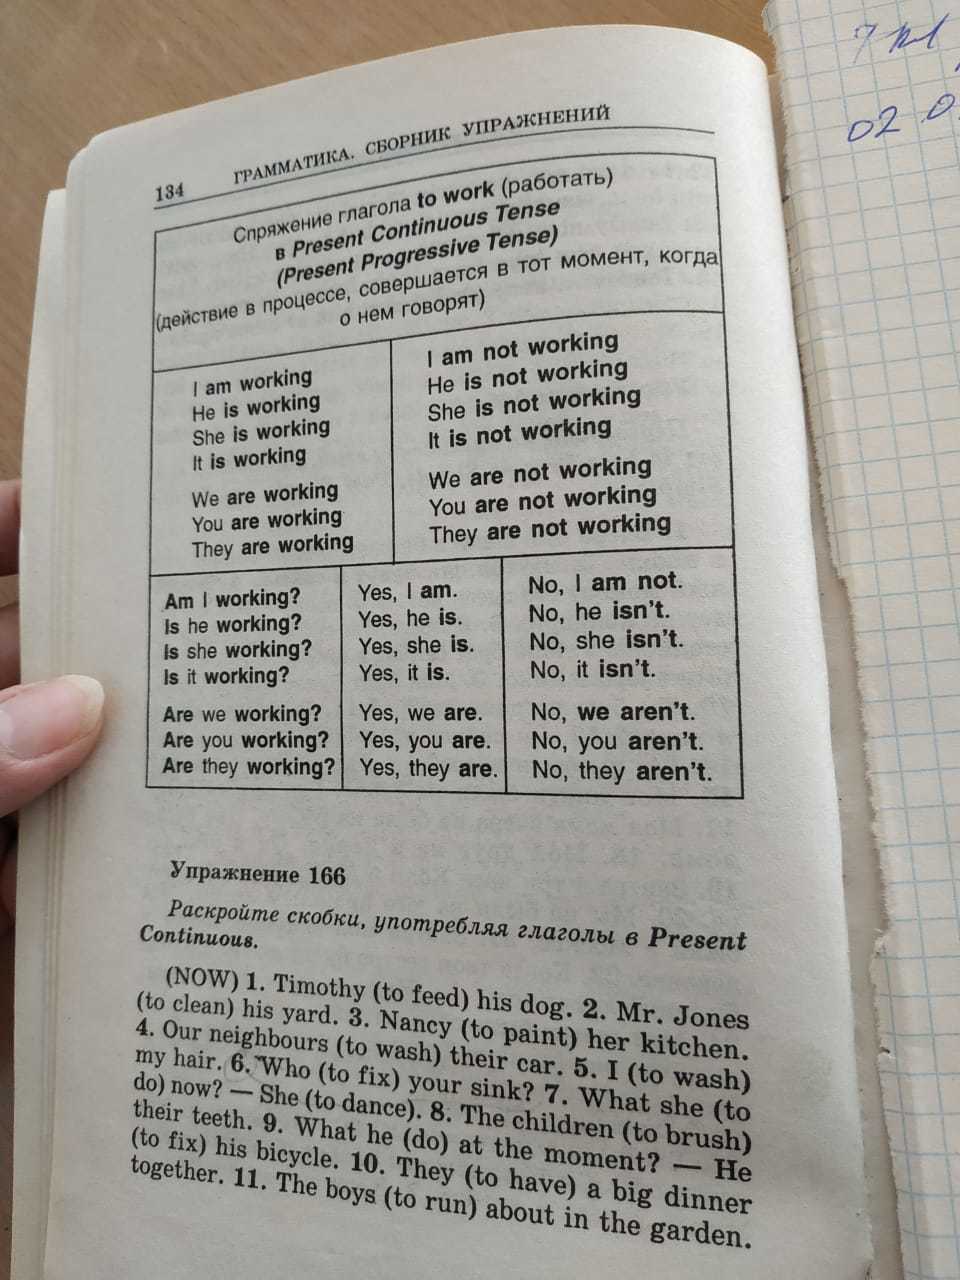 134 ГРАММАТИКА. СБОРНИК УПРАЖНЕНИЙ
Спряжение глагола to work (работать)
в Present Continuous Tense
(Present Progressive Tense)
(действие в процессе, совершается в тот момент, когда
о нем говорят)
I am working
He is working
She is working
It is working
We are working
You are working
They are working
I am not working
He is not working
She is not working
It is not working
We are not working
You are not working
They are not working
Am I working?
Is he working?
Is she working?
Is it working?
Are we working?
Are you working?
Are they working?
Yes, I am.
Yes, he is.
Yes, she is.
Yes, it is.
Yes, we are.
Yes, you are.
Yes, they are.
No, I am not.
No, he isn't.
No, she isn't.
No, it isn't.
No, we aren't.
No, you aren't.
No, they aren't.
Упражнение 166
Раскройте скобки, употребляя глаголы в Present
Continuous.
(NOW) 1. Timothy (to feed) his dog. 2. Mr. Jones
(to clean) his yard. 3. Nancy (to paint) her kitchen.
4. Our neighbours (to wash) their car. 5. I (to wash)
my hair. 6. Who (to fix) your sink? 7. What she (to
do) now? — She (to dance). 8. The children (to brush)
their teeth. 9. What he (do) at the moment? — He
(to fix) his bicycle. 10. They (to have) a big dinner
together. 11. The boys (to run) about in the garden.
7 кл
02 0